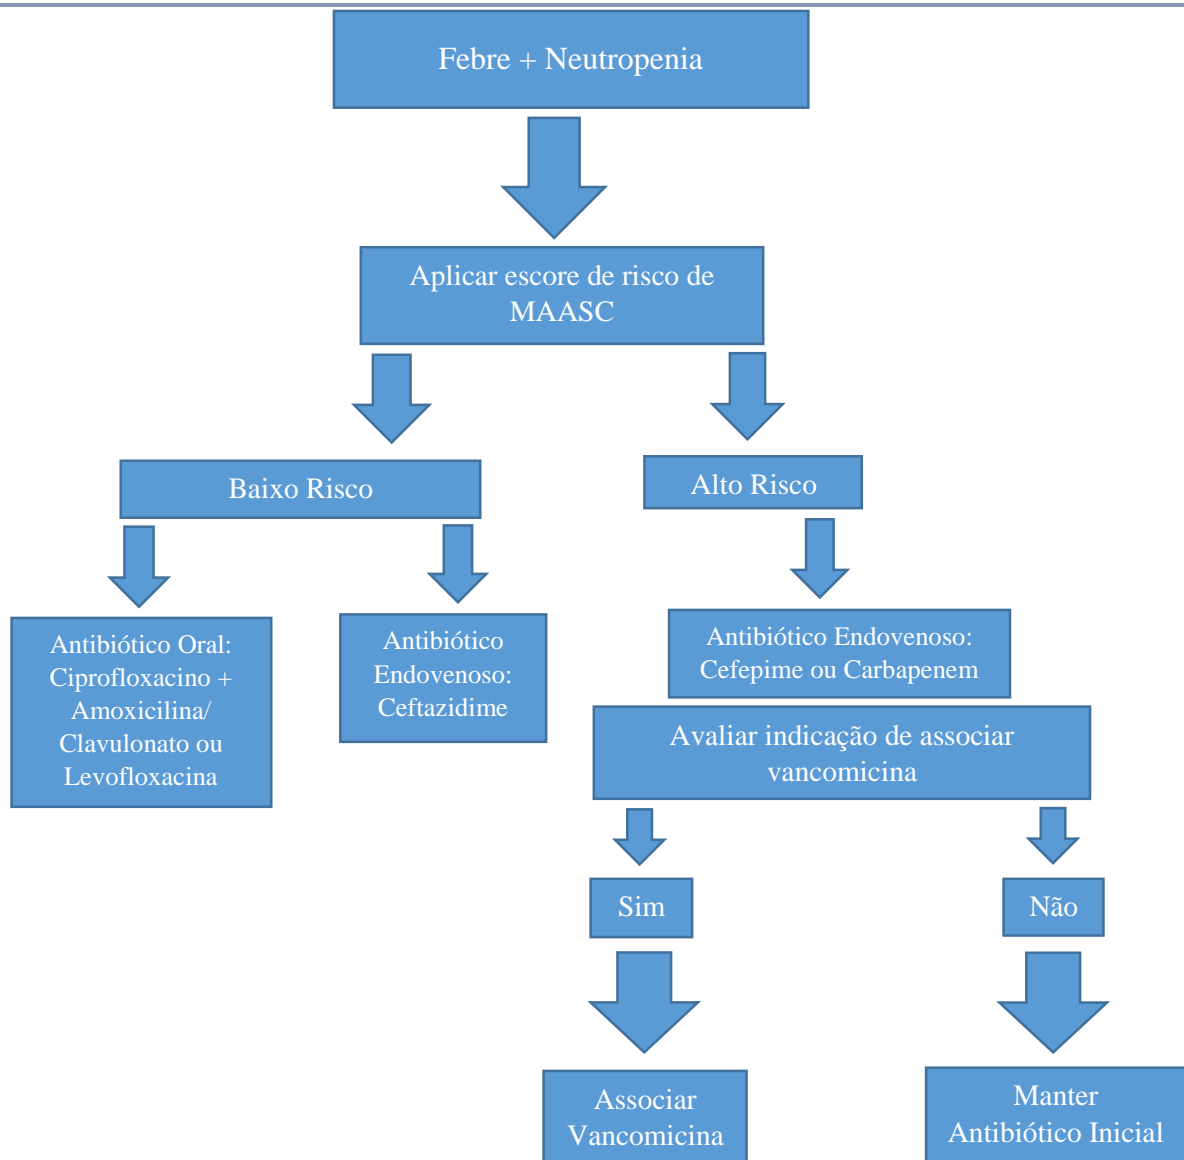 Febre + Neutropenia
Aplicar escore de risco de
MAASC
Baixo Risco
Alto Risco
Antibiótico Oral:
Ciprofloxacino +
Amoxicilina/
Clavulonato ou
Levofloxacina
Antibiótico
Endovenoso:
Ceftazidime
Antibiótico Endovenoso:
Cefepime ou Carbapenem
Avaliar indicação de associar
vancomicina
Sim
Não
Associar
Vancomicina
Manter
Antibiótico Inicial